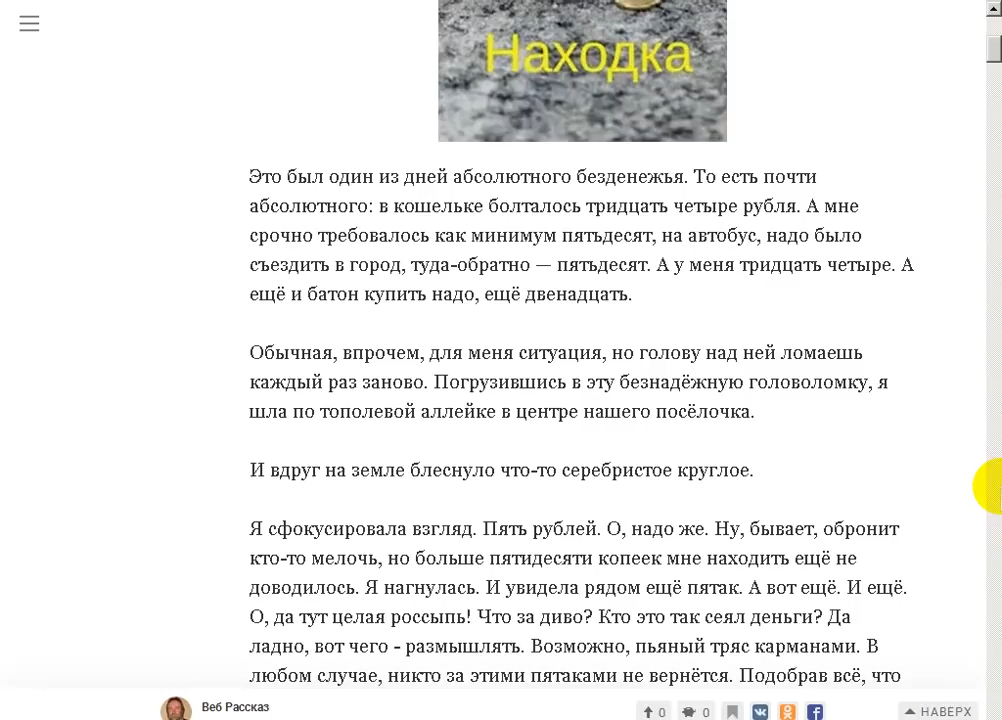 Находка
Это был один из дней абсолютного безденежья. То есть почти
абсолютного: в кошельке болталось тридцать четыре рубля. А мне
срочно требовалось как минимум пятьдесят, на автобус, надо было
съездить в город, туда-обратно — пятьдесят. А у меня тридцать четыре. А
ещё и батон купить надо, ещё двенадцать.
Обычная, впрочем, для меня ситуация, но голову над ней ломаешь
каждый раз заново. Погрузившись в эту безнадёжную головоломку, я
шла по тополевой аллейке в центре нашего посёлочка.
И вдруг на земле блеснуло что-то серебристое круглое.
Я сфокусировала взгляд. Пять рублей. О, надо же. Ну, бывает, обронит
кто-то мелочь, но больше пятидесяти копеек мне находить ещё не
доводилось. Я нагнулась. И увидела рядом ещё пятак. А вот ещё. И ещё.
О, да тут целая россыпь! Что за диво? Кто это так сеял деньги? Да
ладно, вот чего - размышлять. Возможно, пьяный тряс карманами. В
любом случае, никто за этими пятаками не вернётся. Подобрав всё, что
Веб Рассказ
0
0
НАВЕРХ